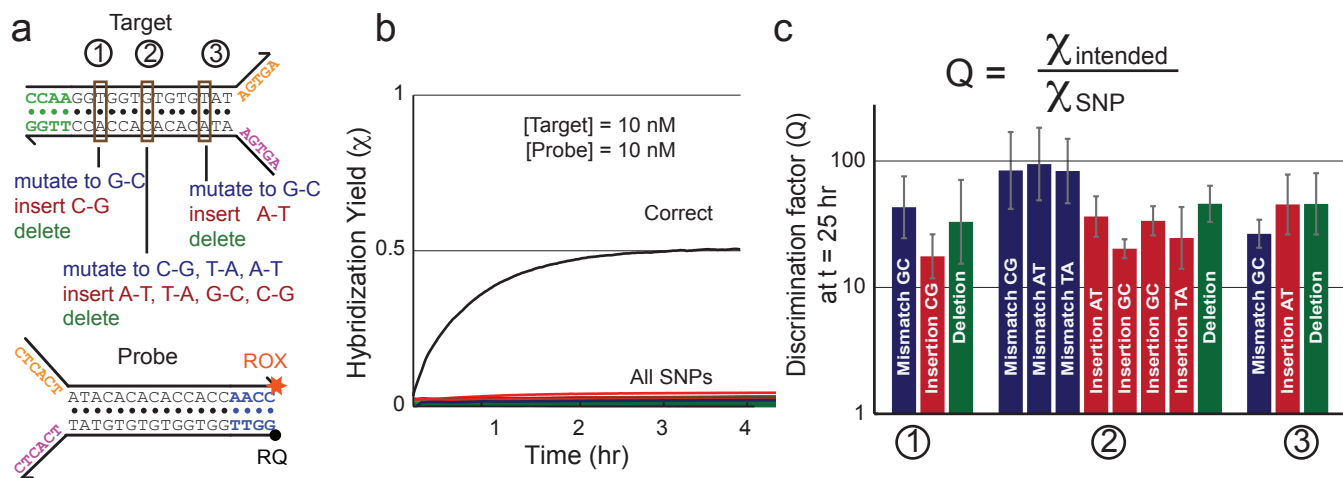 a
Target
1 2 3
AGTGA
CCAAGGTGGTGTGTGTAT
GGTTCCACCACACACATA
AGTGA
mutate to G-C
insert C-G
delete
mutate to G-C
insert A-T
delete
mutate to C-G, T-A, A-T
insert A-T, T-A, G-C, C-G
delete
Probe
CTCACT
ROX
ATACACACACCACCAACC
TATGTGTGTGGTGGTTGG
CTCACT
RQ
b
Hybridization Yield (χ)
1
[Target] = 10 nM
[Probe] = 10 nM
Correct
0.5
All SNPs
0
1 2 3 4
Time (hr)
c
Q = χintended
χSNP
Discrimination factor (Q)
at t = 25 hr
100
10
1
Mismatch GC
Insertion CG
Deletion
Mismatch CG
Mismatch AT
Mismatch TA
Insertion AT
Insertion GC
Insertion GC
Insertion TA
Deletion
Mismatch GC
Insertion AT
Deletion
1 2 3